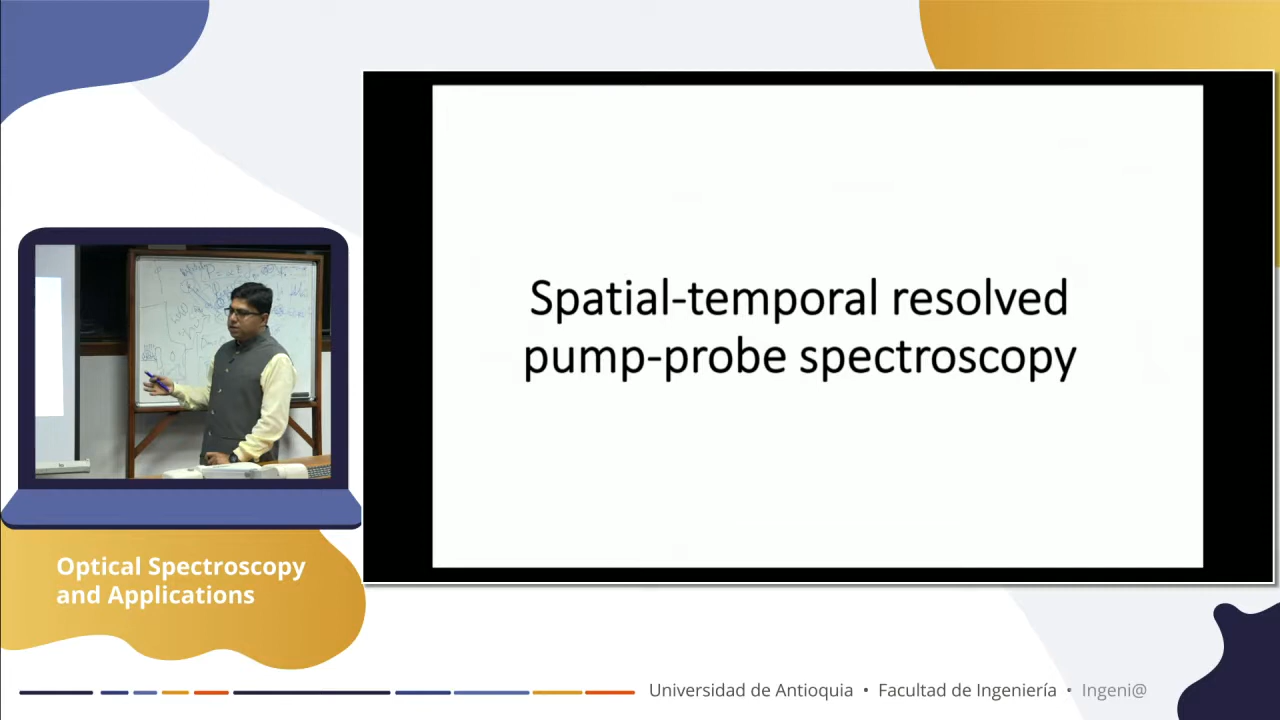 Spatial-temporal resolved
pump-probe spectroscopy
Optical Spectroscopy
and Applications
Universidad de Antioquia • Facultad de Ingeniería • Ingeni@